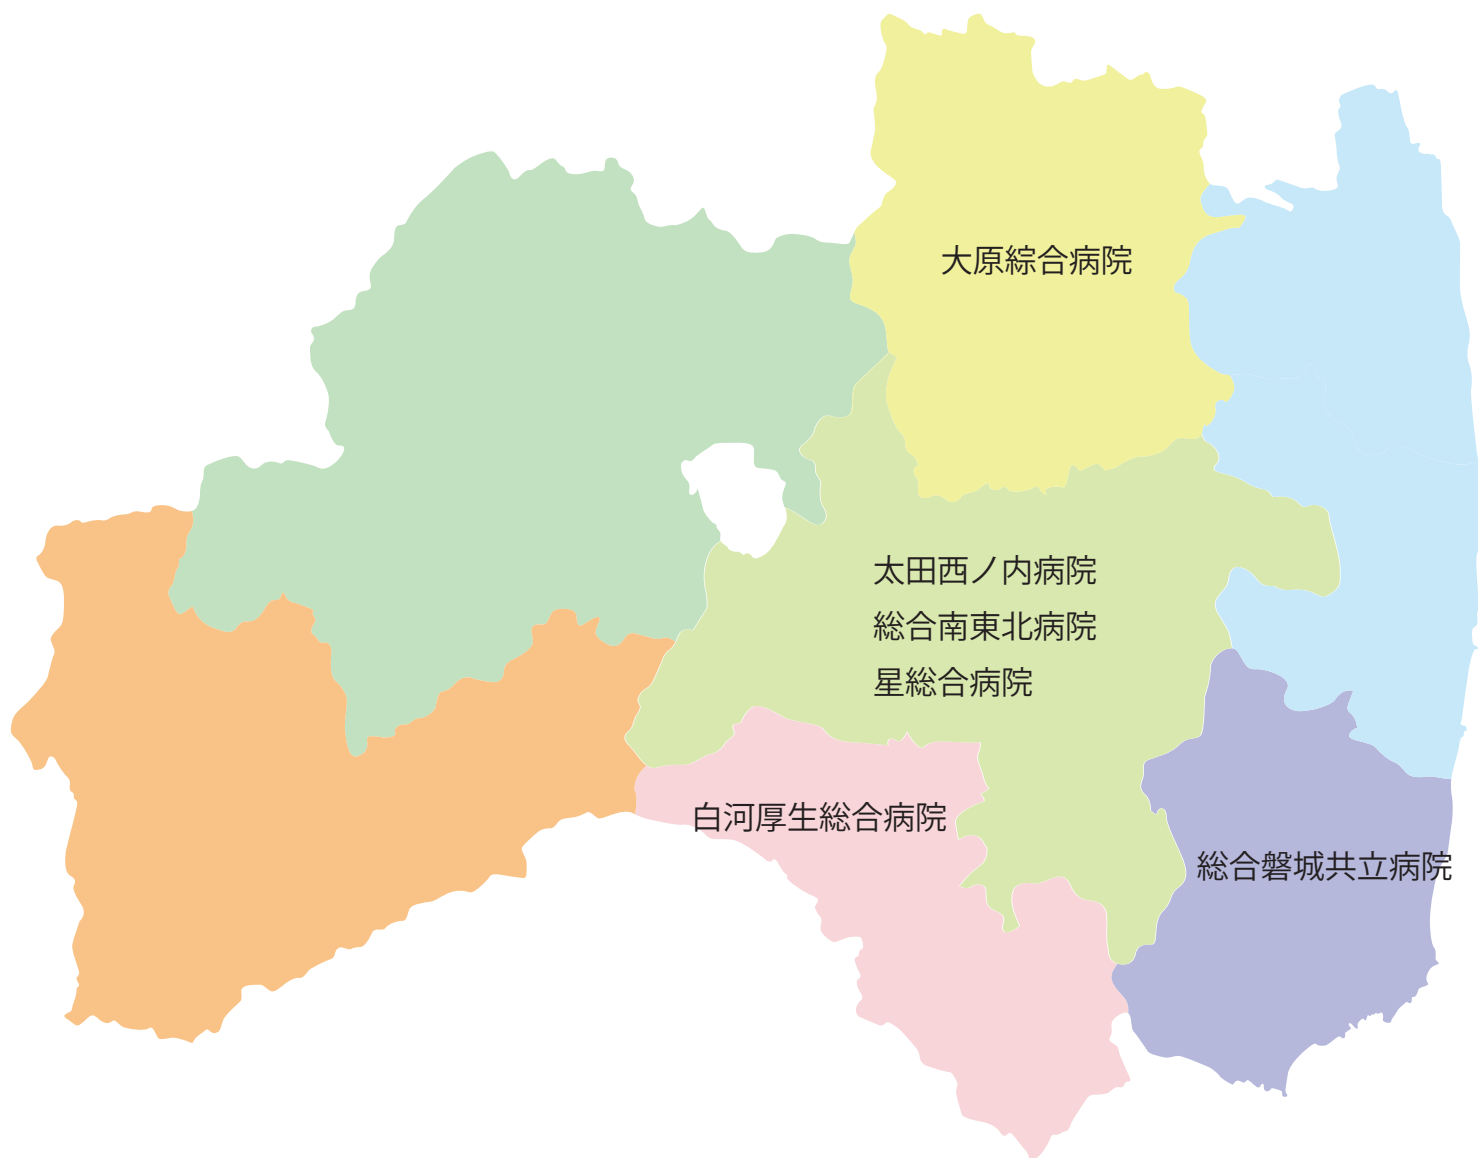 大原綜合病院
太田西ノ内病院
総合南東北病院
星総合病院
白河厚生総合病院
総合磐城共立病院